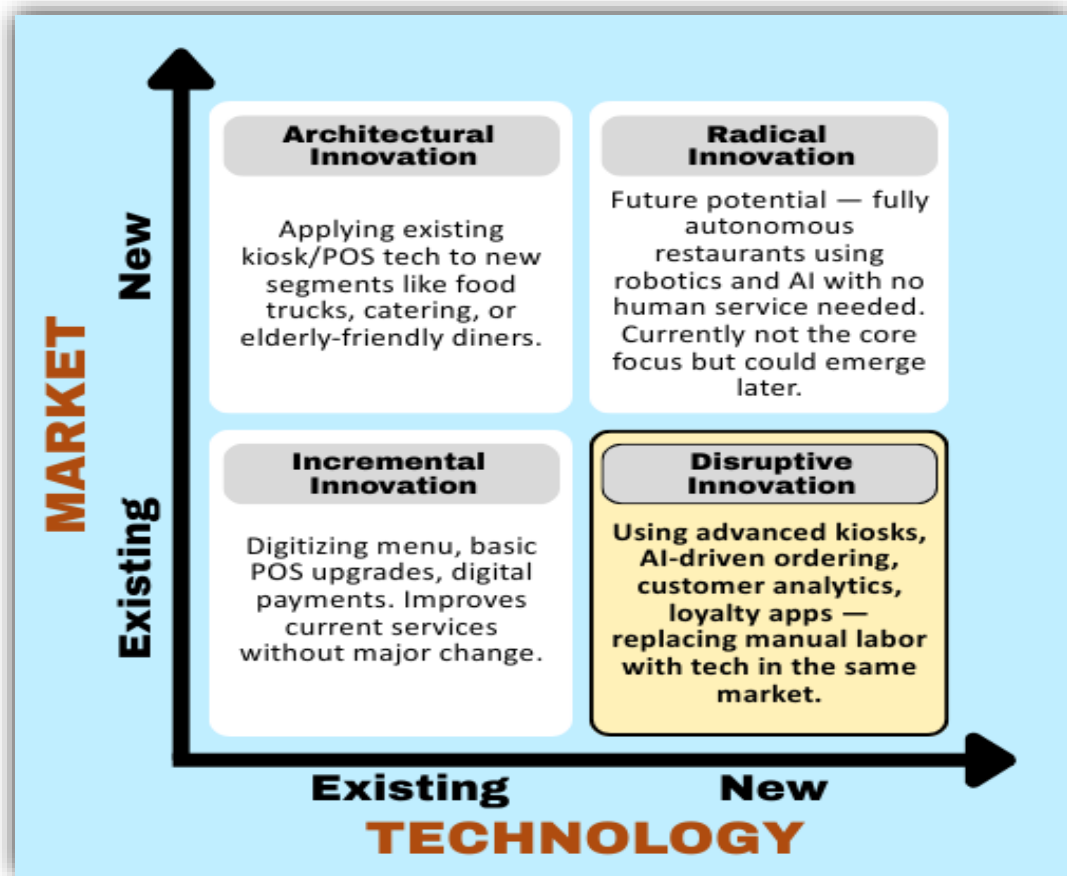 MARKET
New
Existing
Architectural
Innovation
Applying existing
kiosk/POS tech to new
segments like food
trucks, catering, or
elderly-friendly diners.
Radical
Innovation
Future potential — fully
autonomous
restaurants using
robotics and AI with no
human service needed.
Currently not the core
focus but could emerge
later.
Incremental
Innovation
Digitizing menu, basic
POS upgrades, digital
payments. Improves
current services
without major change.
Disruptive
Innovation
Using advanced kiosks,
AI-driven ordering,
customer analytics,
loyalty apps —
replacing manual labor
with tech in the same
market.
Existing
New
TECHNOLOGY